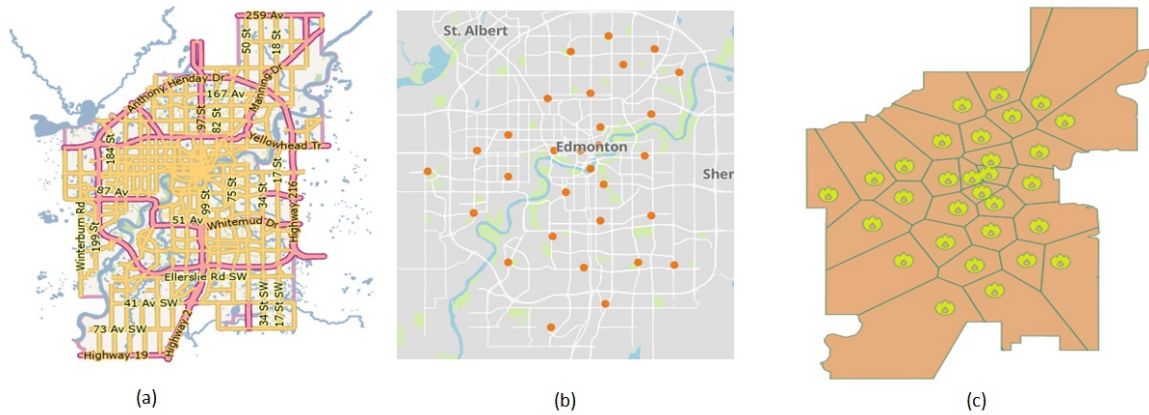 259 Av
50 St
18 St
Manning Dr
Anthony Henday Dr
167 Av
97 St
82 St
Yellowhead Tr
184 St
17 St
87 Av
75 St
34 St
Highway 216
99 St
51 Av
Whitemud Dr
Winterburn Rd
199 St
Ellerslie Rd SW
41 Av SW
34 St SW
17 St SW
73 Av SW
Highway 2
Highway 19
(a)
St. Albert
Edmonton
Sher
(b)
(c)